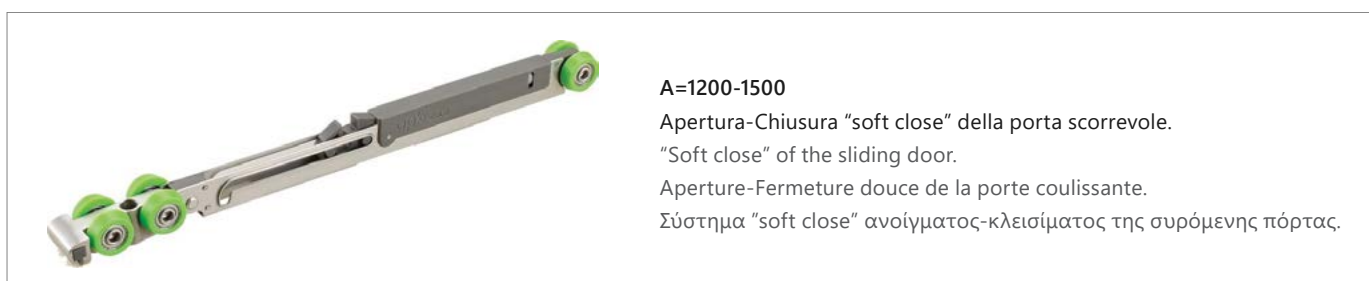 A=1200-1500
Apertura-Chiusura “soft close” della porta scorrevole.
“Soft close” of the sliding door.
Aperture-Fermeture douce de la porte coulissante.
Σύστημα “soft close” ανοίγματος-κλεισίματος της συρόμενης πόρτας.